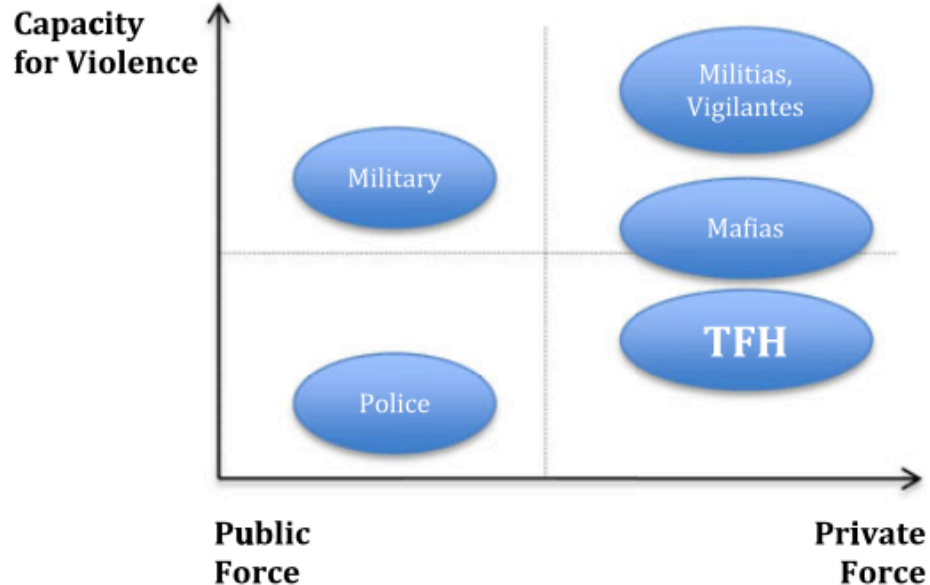 Capacity
for Violence
Militias,
Vigilantes
Military
Mafias
TFH
Police
Public
Force
Private
Force